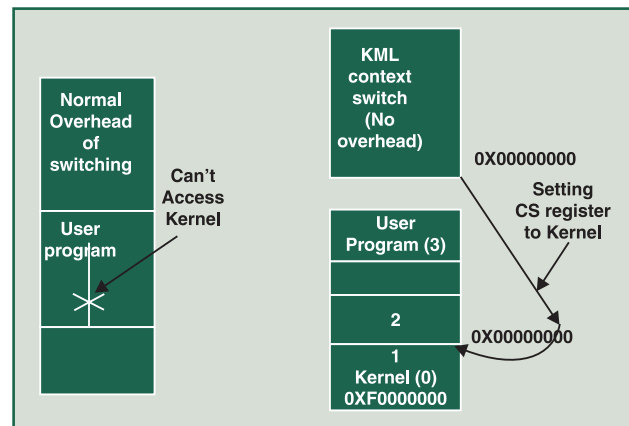 Normal
Overhead
of
switching
Can't
Access
Kernel
User
program
KML
context
switch
(No
overhead)
0X00000000
Setting
CS register
to Kernel
User
Program (3)
2
0X00000000
1
Kernel (0)
0XF0000000